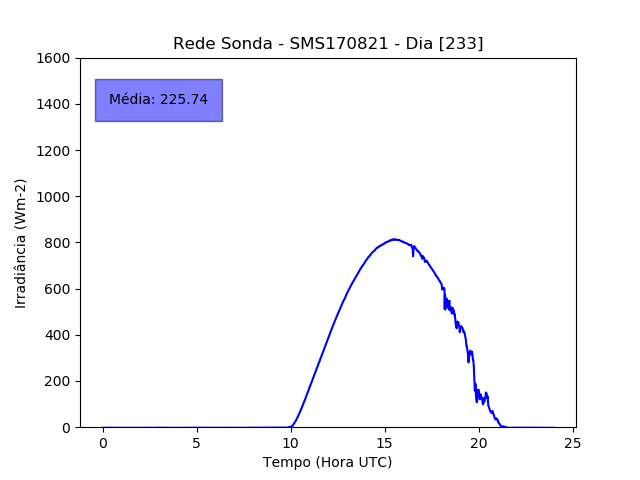 Rede Sonda - SMS170821 - Dia [233]
1600
1400
1200
1000
800
600
400
200
0
Média: 225.74
Irradiância (Wm-2)
0 5 10 15 20 25
Tempo (Hora UTC)